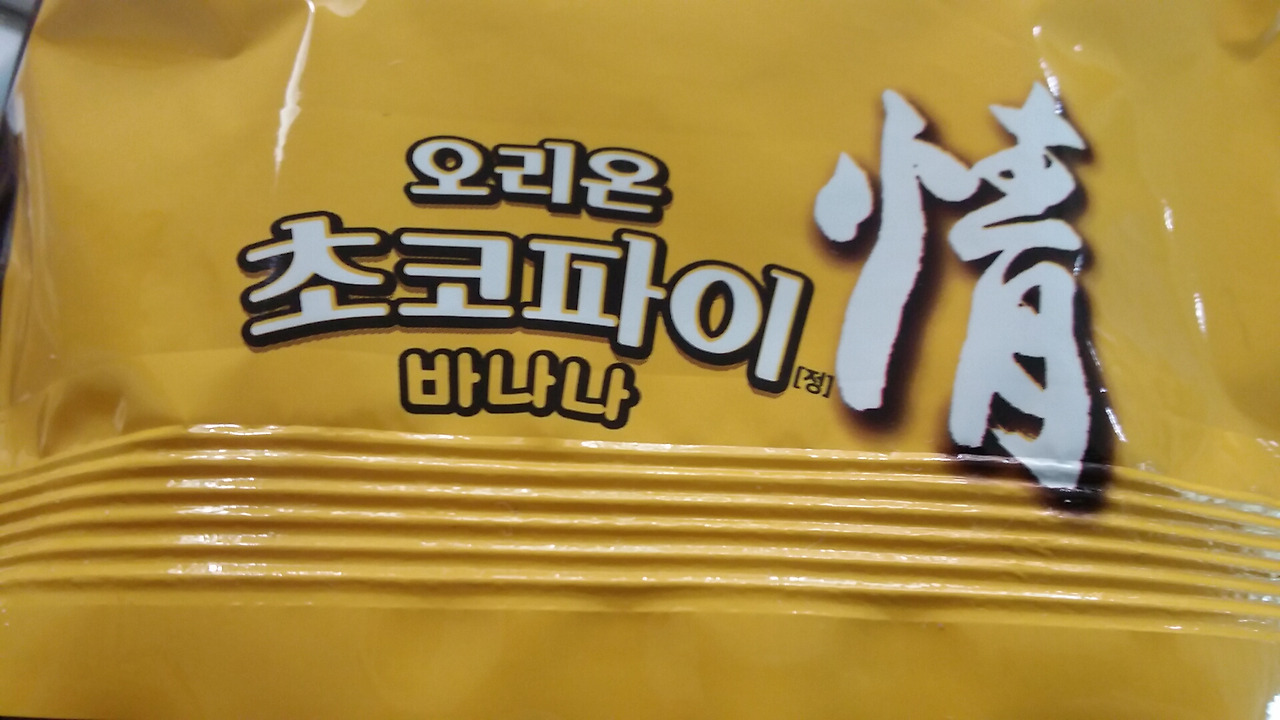 오리온
초코파이 [정] 情
바나나